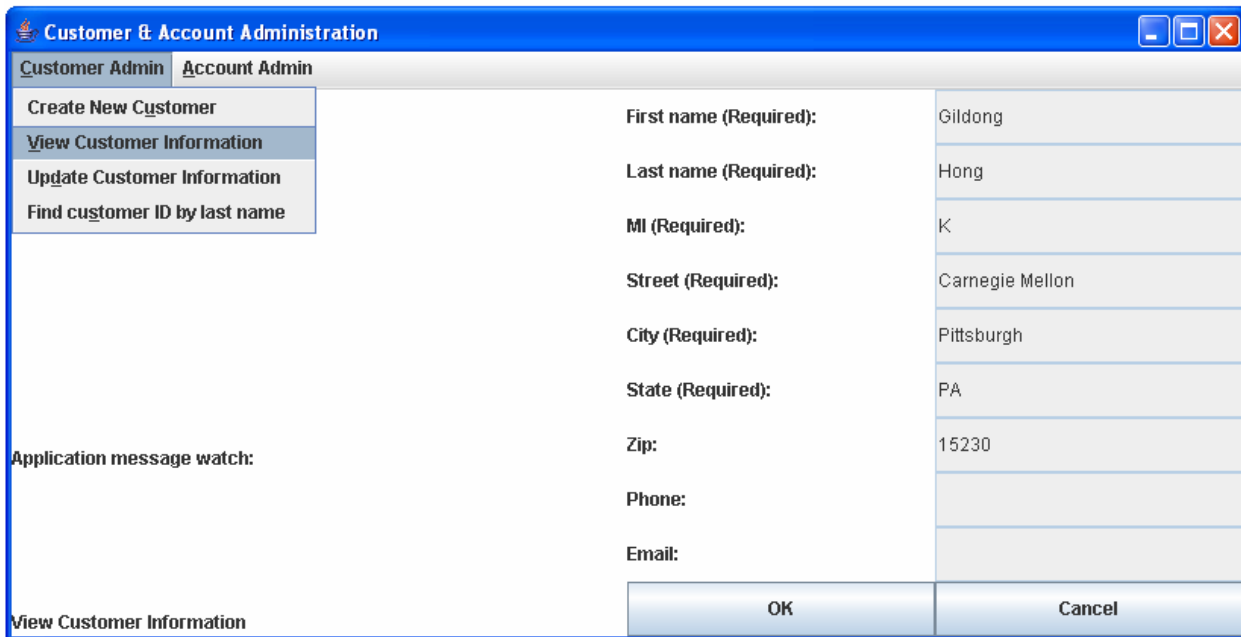 Customer & Account Administration
Customer Admin Account Admin
Create New Customer
View Customer Information
Update Customer Information
Find customer ID by last name
First name (Required): Gildong
Last name (Required): Hong
MI (Required): K
Street (Required): Carnegie Mellon
City (Required): Pittsburgh
State (Required): PA
Application message watch:
Zip: 15230
Phone:
Email:
OK Cancel
View Customer Information